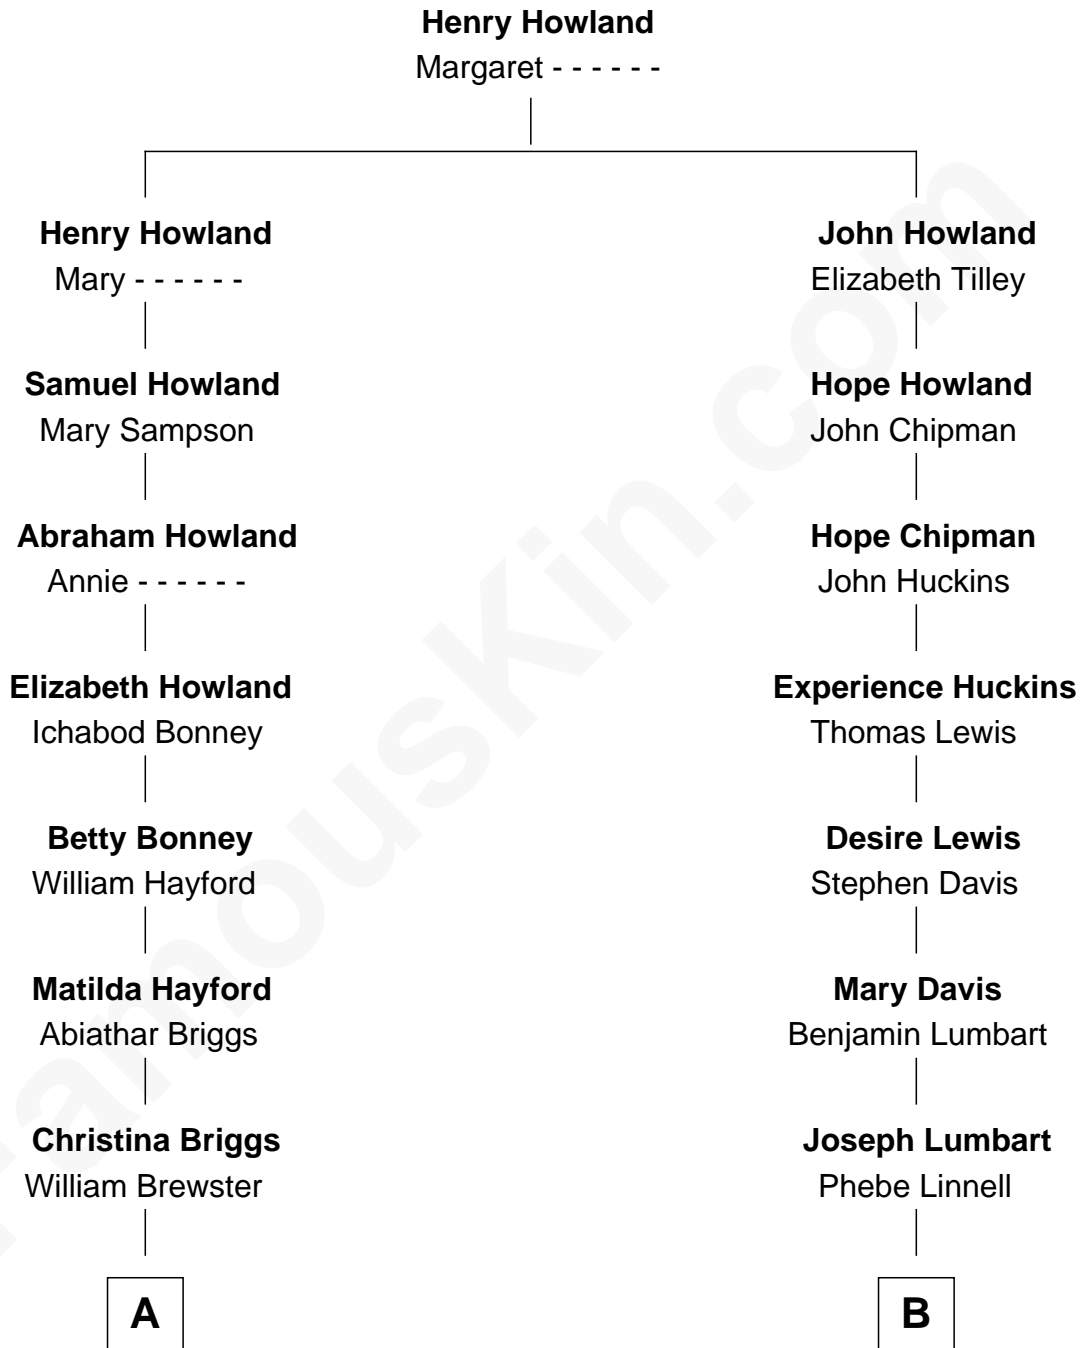 Henry Howland
Margaret - - - - - -
Henry Howland
Mary - - - - - -
Samuel Howland
Mary Sampson
Abraham Howland
Annie - - - - - -
Elizabeth Howland
Ichabod Bonney
Betty Bonney
William Hayford
Matilda Hayford
Abiathar Briggs
Christina Briggs
William Brewster
A
John Howland
Elizabeth Tilley
Hope Howland
John Chipman
Hope Chipman
John Huckins
Experience Huckins
Thomas Lewis
Desire Lewis
Stephen Davis
Mary Davis
Benjamin Lumbart
Joseph Lumbart
Phebe Linnell
B
FamousKin.com